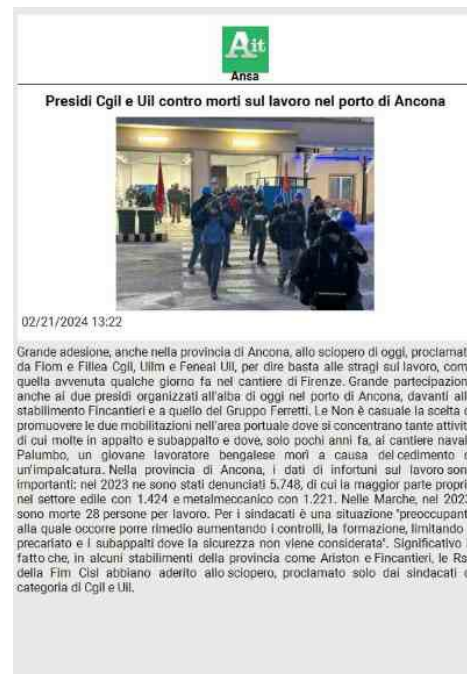 Ait
Ansa
Presidi Cgil e Uil contro morti sul lavoro nel porto di Ancona
02/21/2024 13:22
Grande adesione, anche nella provincia di Ancona, allo sciopero di oggi, proclamat
da Fiom e Fillea Cgil, Uilm e Feneal Uil, per dire basta alle stragi sul lavoro, com
quella avvenuta qualche giorno fa nel cantiere di Firenze. Grande partecipazion
anche ai due presidi organizzati all'alba di oggi nel porto di Ancona, davanti all
stabilimento Fincantieri e a quello del Gruppo Ferretti. Le Non è casuale la scelta d
promuovere le due mobilitazioni nell'area portuale dove si concentrano tante attivit
di cui molte in appalto e subappalto e dove, solo pochi anni fa, al cantiere naval
Palumbo, un giovane lavoratore bengalese morì a causa del cedimento d
un'impalcatura. Nella provincia di Ancona, i dati di infortuni sul lavoro son
importanti: nel 2023 ne sono stati denunciati 5.748, di cui la maggior parte propri
nel settore edile con 1.424 e metalmeccanico con 1.221. Nelle Marche, nel 2023
sono morte 28 persone per lavoro. Per i sindacati è una situazione "preoccupant
alla quale occorre porre rimedio aumentando i controlli, la formazione, limitando
precariato e i subappalti dove la sicurezza non viene considerata". Significativo
fatto che, in alcuni stabilimenti della provincia come Ariston e Fincantieri, le Rs
della Fim Cisl abbiano aderito allo sciopero, proclamato solo dai sindacati d
categoria di Cgil e Uil.